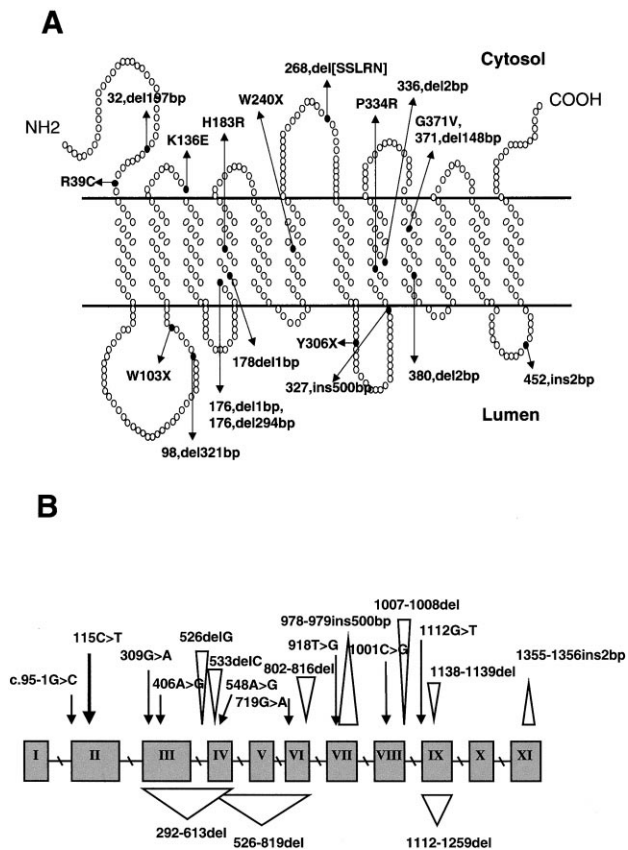 A
Cytosol
NH2
32,del197bp
268,del[SSLRN]
336,del2bp
COOH
W240X
P334R
H183R
G371V,
371,del148bp
K136E
R39C
W103X
178del1bp
Y306X
327,ins500bp
380,del2bp
452,ins2bp
176,del1bp,
176,del294bp
Lumen
98,del321bp
B
1007-1008del
978-979ins500bp
115C>T
526delG
1112G>T
918T>G
309G>A
533delC
802-816del
1001C>G
1138-1139del
1355-1356ins2bp
c.95-1G>C
406A>G
548A>G
719G>A
I II III IV V VI VII VIII IX X XI
292-613del
526-819del
1112-1259del